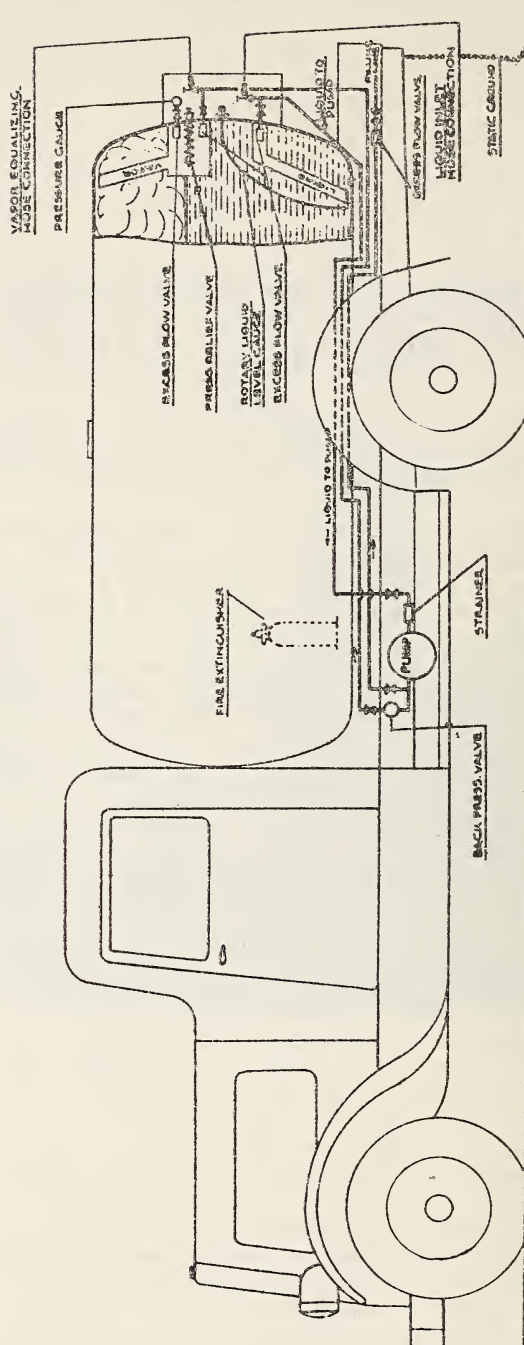 VAPOR EQUALIZING
HOSE CONNECTION
PRESSURE GAUGE
EXCESS FLOW VALVE
PRESS RELIEF VALVE
ROTARY LIQUID
LEVEL GAUGE
EXCESS FLOW VALVE
LIQUID TO
PUMP
FILLING
LINE
EXCESS FLOW VALVE
LIQUID INLET
HOSE CONNECTION
STATIC GROUND
LIQUID TO PUMP
FIRE EXTINGUISHER
PUMP
STRAINER
BACK PRESS. VALVE